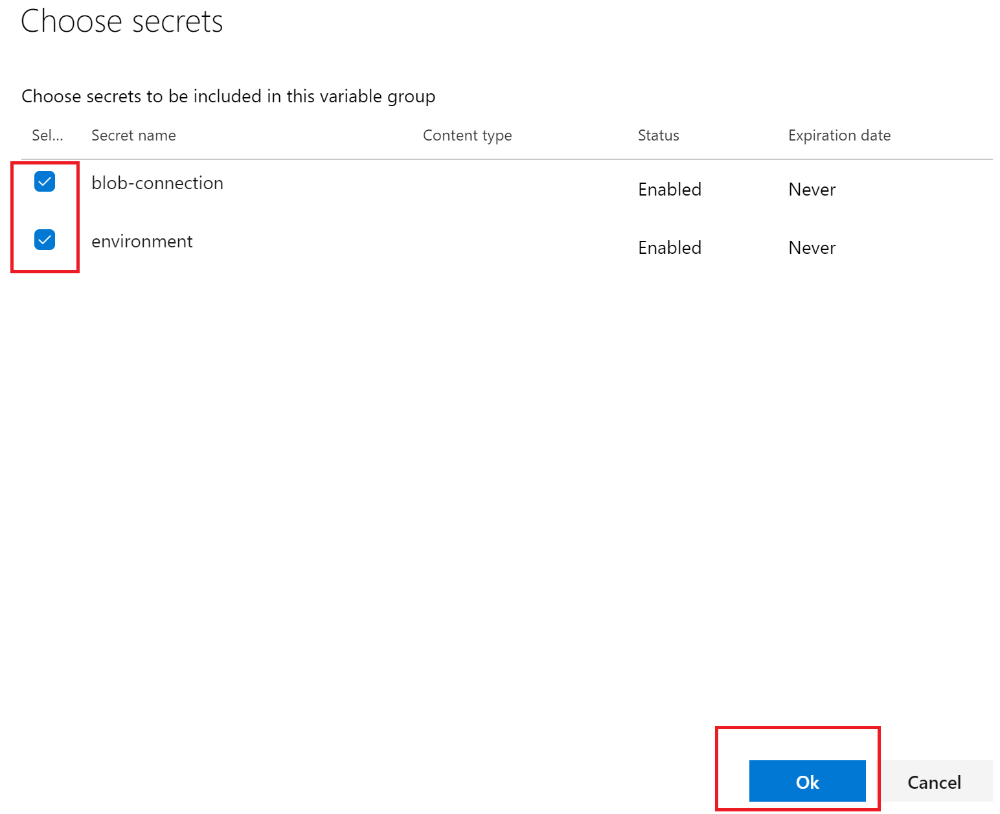 Choose secrets
Choose secrets to be included in this variable group
Sel... Secret name Content type Status Expiration date
blob-connection Enabled Never
environment Enabled Never
Ok Cancel